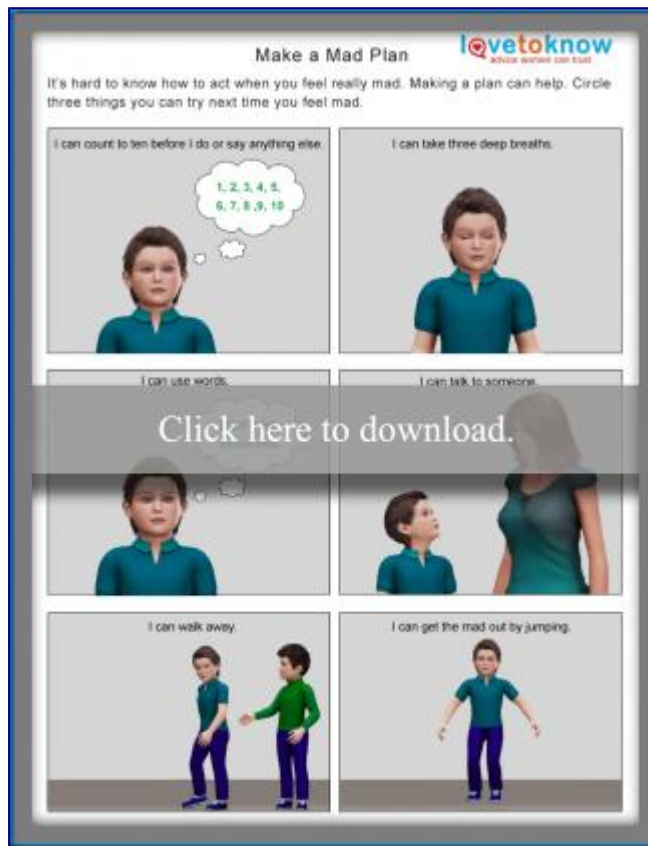 lovetoknow
advice women can trust
Make a Mad Plan
It's hard to know how to act when you feel really mad. Making a plan can help. Circle
three things you can try next time you feel mad.
I can count to ten before I do or say anything else.
1, 2, 3, 4, 5,
6, 7, 8 ,9, 10
I can take three deep breaths.
I can use words.
I can talk to someone.
Click here to download.
I can walk away.
I can get the mad out by jumping.